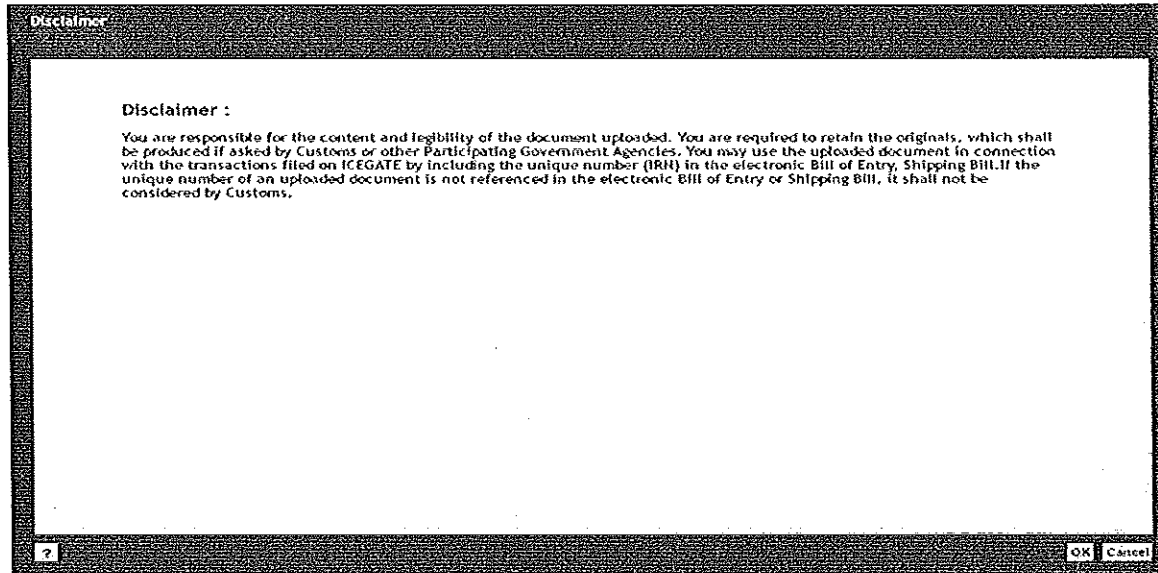 Disclaimer
Disclaimer :
You are responsible for the content and legibility of the document uploaded. You are required to retain the originals, which shall
be produced if asked by Customs or other Participating Government Agencies. You may use the uploaded document in connection
with the transactions filed on ICEGATE by including the unique number (IRN) in the electronic Bill of Entry, Shipping Bill.If the
unique number of an uploaded document is not referenced in the electronic Bill of Entry or Shipping Bill, it shall not be
considered by Customs.
? OK Cancel